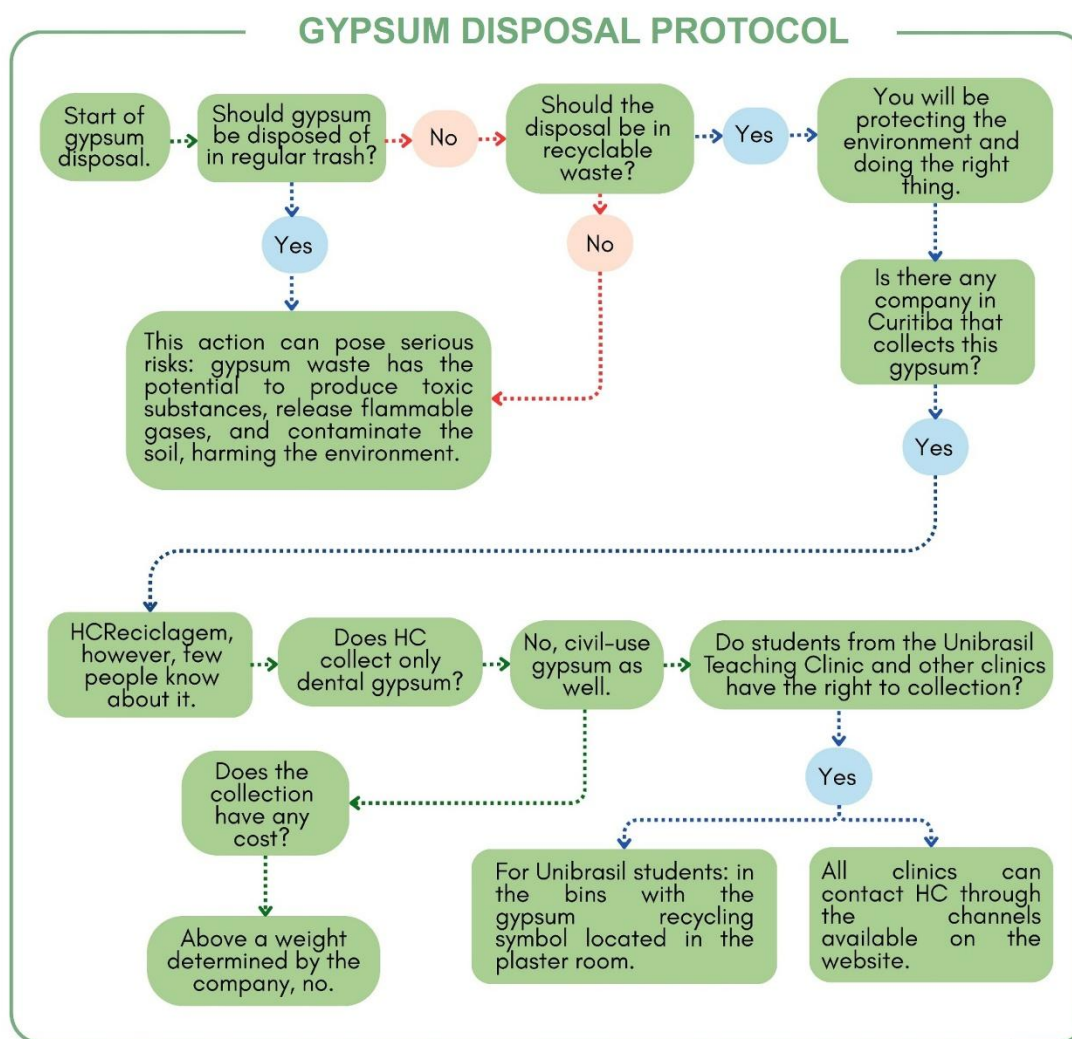 GYPSUM DISPOSAL PROTOCOL
Start of
gypsum
disposal.
Should gypsum
be disposed of
in regular trash?
No
Should the
disposal be in
recyclable
waste?
Yes
You will be
protecting the
environment and
doing the right
thing.
Yes
No
Is there any
company in
Curitiba that
collects this
gypsum?
This action can pose serious
risks: gypsum waste has the
potential to produce toxic
substances, release flammable
gases, and contaminate the
soil, harming the environment.
Yes
HCReciclagem,
however, few
people know
about it.
Does HC
collect only
dental gypsum?
No, civil-use
gypsum as
well.
Do students from the Unibrasil
Teaching Clinic and other clinics
have the right to collection?
Does the
collection
have any
cost?
Yes
Above a weight
determined by the
company, no.
For Unibrasil students: in
the bins with the
gypsum recycling
symbol located in the
plaster room.
All clinics can
contact HC through
the channels
available on the
website.